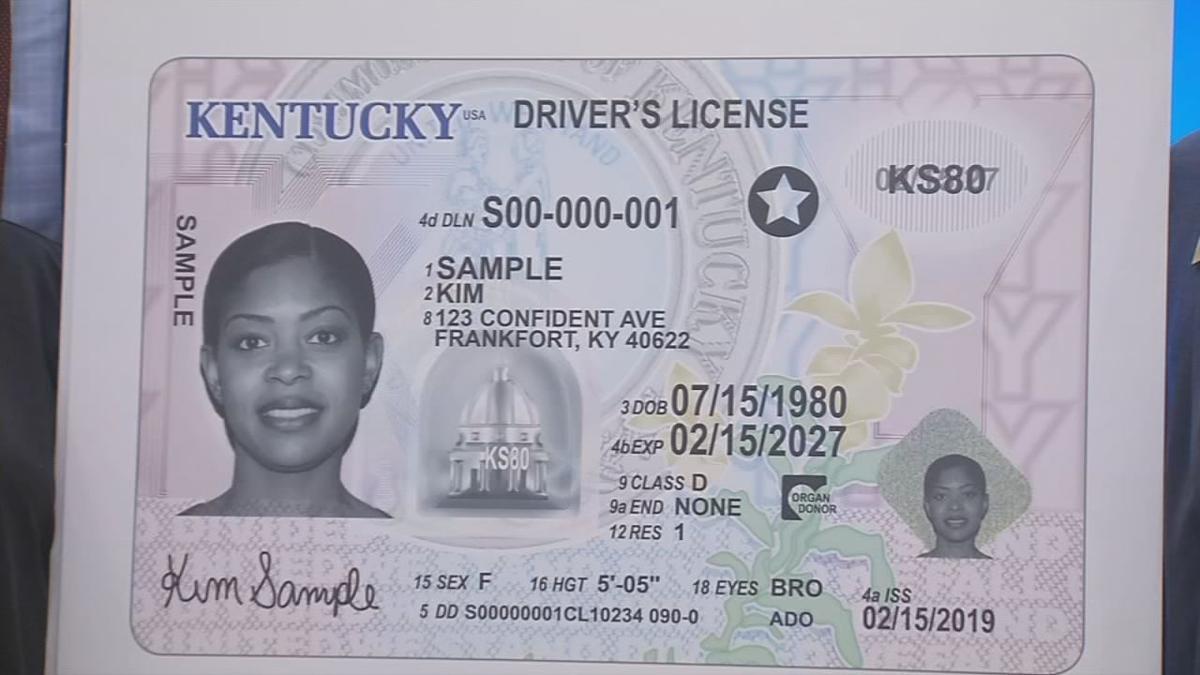 KENTUCKY USA DRIVER'S LICENSE
KS80
SAMPLE
4d DLN S00-000-001
1 SAMPLE
2 KIM
8 123 CONFIDENT AVE
FRANKFORT, KY 40622
KENTUCKY
3 DOB 07/15/1980
4b EXP 02/15/2027
KS80
9 CLASS D
9a END NONE
12 RES 1
ORGAN
DONOR
Kim Sample
15 SEX F 16 HGT 5'-05" 18 EYES BRO
5 DD S00000001CL10234 090-0 ADO
4a ISS
02/15/2019